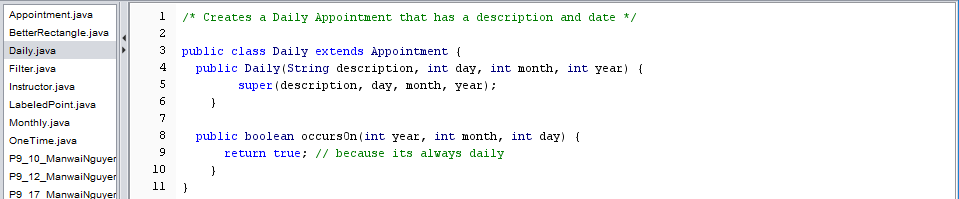 Appointment.java
BetterRectangle.java
Daily.java
Filter.java
Instructor.java
LabeledPoint.java
Monthly.java
OneTime.java
P9_10_ManwaiNguyer
P9_12_ManwaiNguyer
P9_17_ManwaiNguyer
1 /* Creates a Daily Appointment that has a description and date */
2
3 public class Daily extends Appointment {
4 public Daily(String description, int day, int month, int year) {
5 super(description, day, month, year);
6 }
7
8 public boolean occursOn(int year, int month, int day) {
9 return true; // because its always daily
10 }
11 }